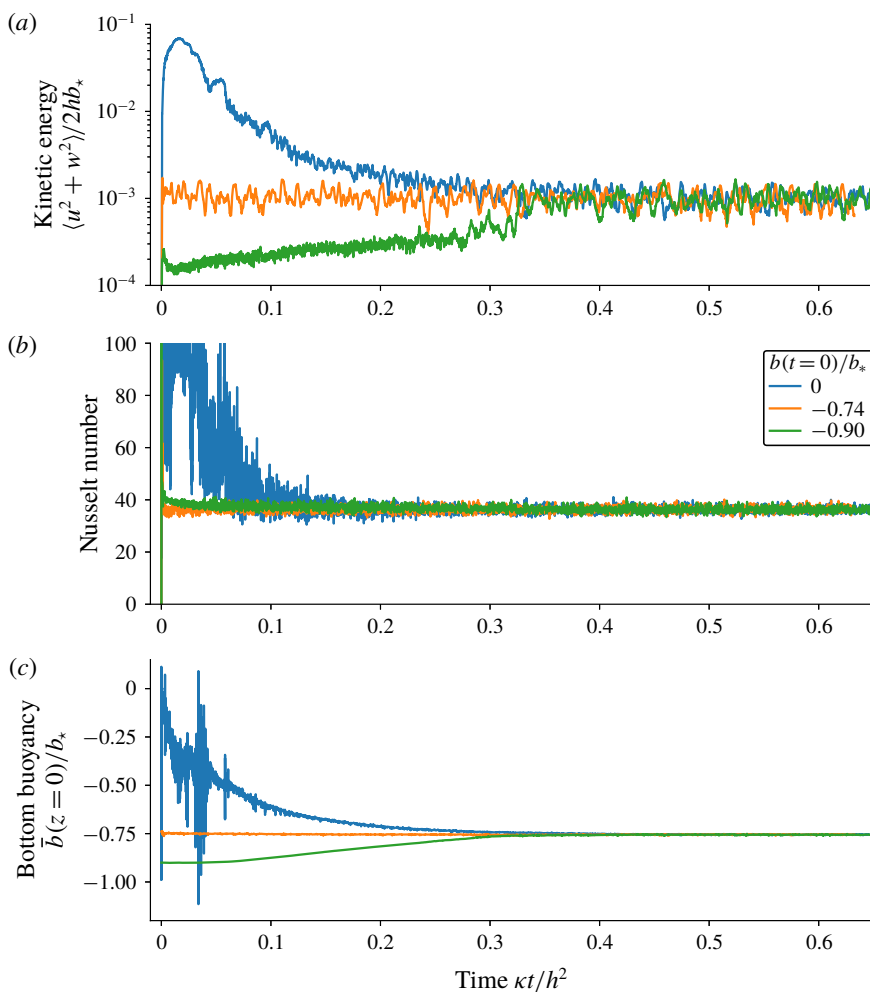 (a)
10⁻¹
10⁻²
10⁻³
10⁻⁴
Kinetic energy
⟨u² + w²⟩/2hb⋆
0 0.1 0.2 0.3 0.4 0.5 0.6
(b)
100
80
60
40
20
0
Nusselt number
b(t = 0)/b*
0
−0.74
−0.90
0 0.1 0.2 0.3 0.4 0.5 0.6
(c)
0
−0.25
−0.50
−0.75
−1.00
Bottom buoyancy
b̄(z = 0)/b⋆
0 0.1 0.2 0.3 0.4 0.5 0.6
Time κt/h²